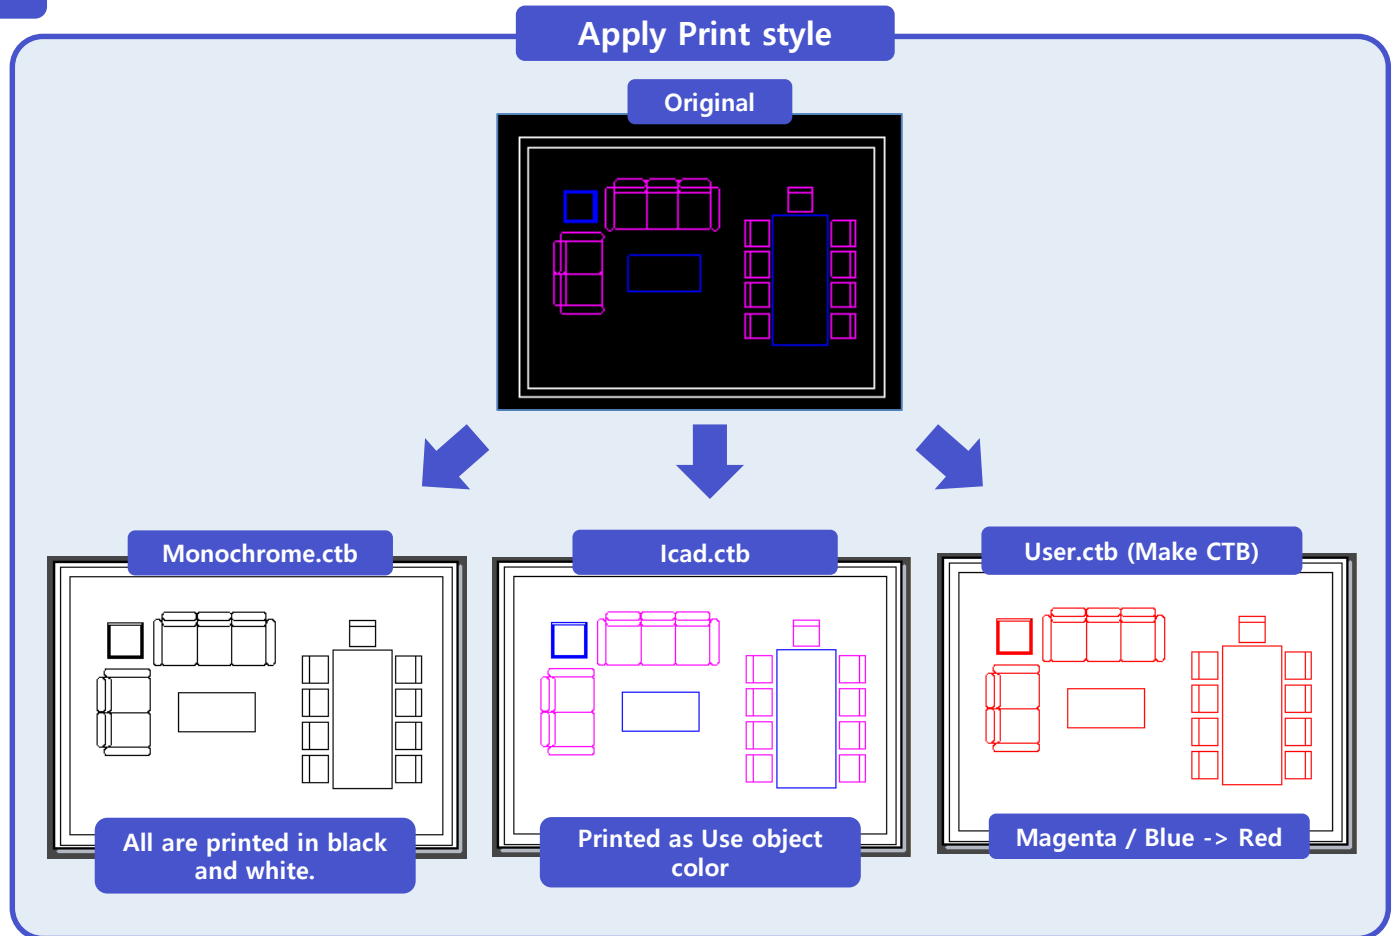 Apply Print style
Original
Monochrome.ctb
Icad.ctb
User.ctb (Make CTB)
All are printed in black
and white.
Printed as Use object
color
Magenta / Blue -> Red